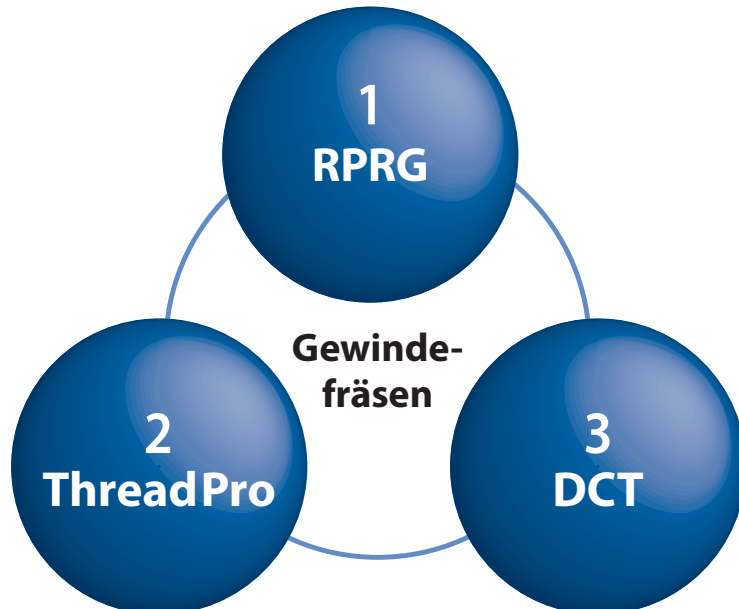 1
RPRG
Gewinde-
fräsen
2
ThreadPro
3
DCT